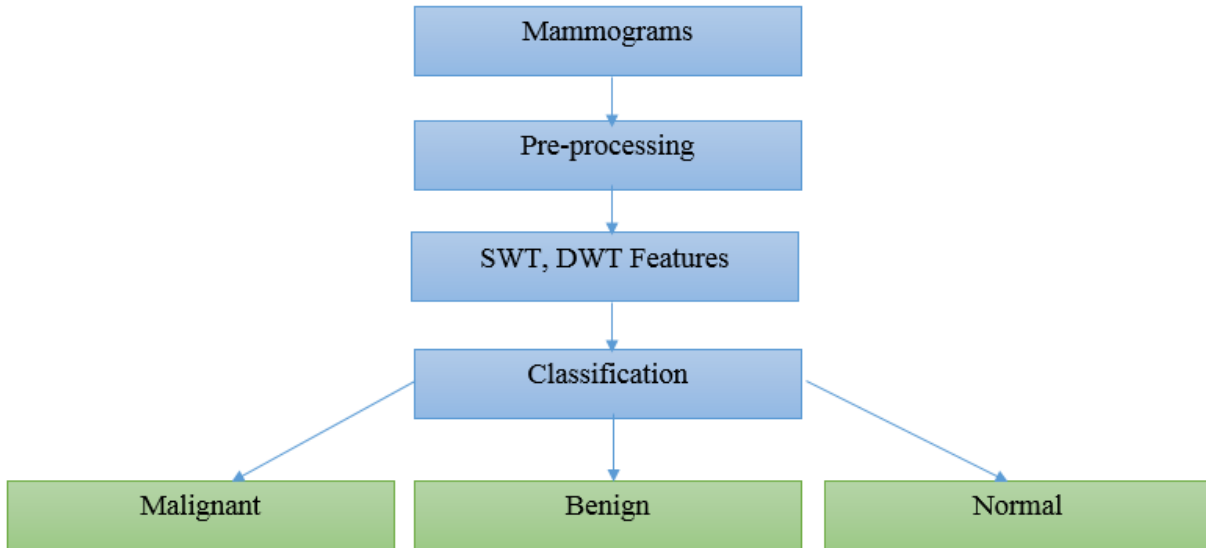 Mammograms
Pre-processing
SWT, DWT Features
Classification
Malignant
Benign
Normal